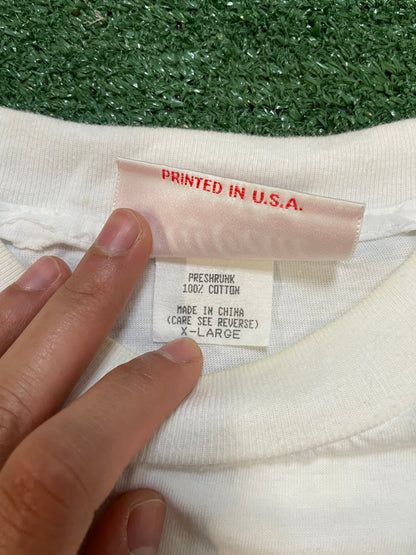 PRINTED IN U.S.A.
PRESHRUNK
100% COTTON
MADE IN CHINA
(CARE SEE REVERSE)
X-LARGE